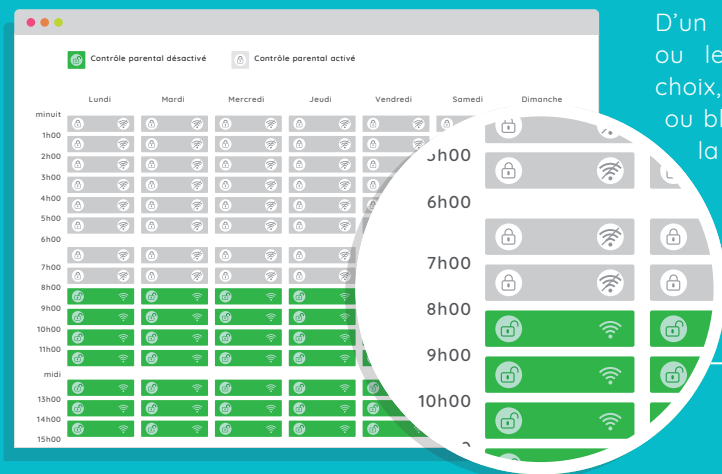 D'un
ou le
choix,
ou bl
la
Contrôle parental désactivé
Contrôle parental activé
Lundi Mardi Mercredi Jeudi Vendredi Samedi Dimanche
minuit
1h00
2h00
3h00
4h00
5h00
6h00
7h00
8h00
9h00
10h00
11h00
midi
13h00
14h00
15h00
5h00
6h00
7h00
8h00
9h00
10h00